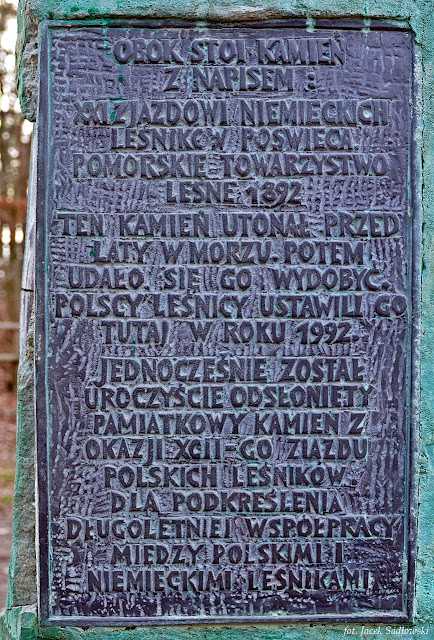 OBOK STOI KAMIEŃ
Z NAPISEM:
XXI ZJAZDOWI NIEMIECKICH
LEŚNIKÓW POŚWIĘCA
POMORSKIE TOWARZYSTWO
LEŚNE 1892
TEN KAMIEŃ UTONĄŁ PRZED
LATY W MORZU. POTEM
UDAŁO SIĘ GO WYDOBYĆ.
POLSCY LEŚNICY USTAWILI GO
TUTAJ W ROKU 1992.
JEDNOCZEŚNIE ZOSTAŁ
UROCZYŚCIE ODSŁONIĘTY
PAMIĄTKOWY KAMIEŃ Z
OKAZJI XCII-GO ZJAZDU
POLSKICH LEŚNIKÓW
DLA PODKREŚLENIA
DŁUGOLETNIEJ WSPÓŁPRACY
MIĘDZY POLSKIMI I
NIEMIECKIMI LEŚNIKAMI
fot. Jacek Sadłowski